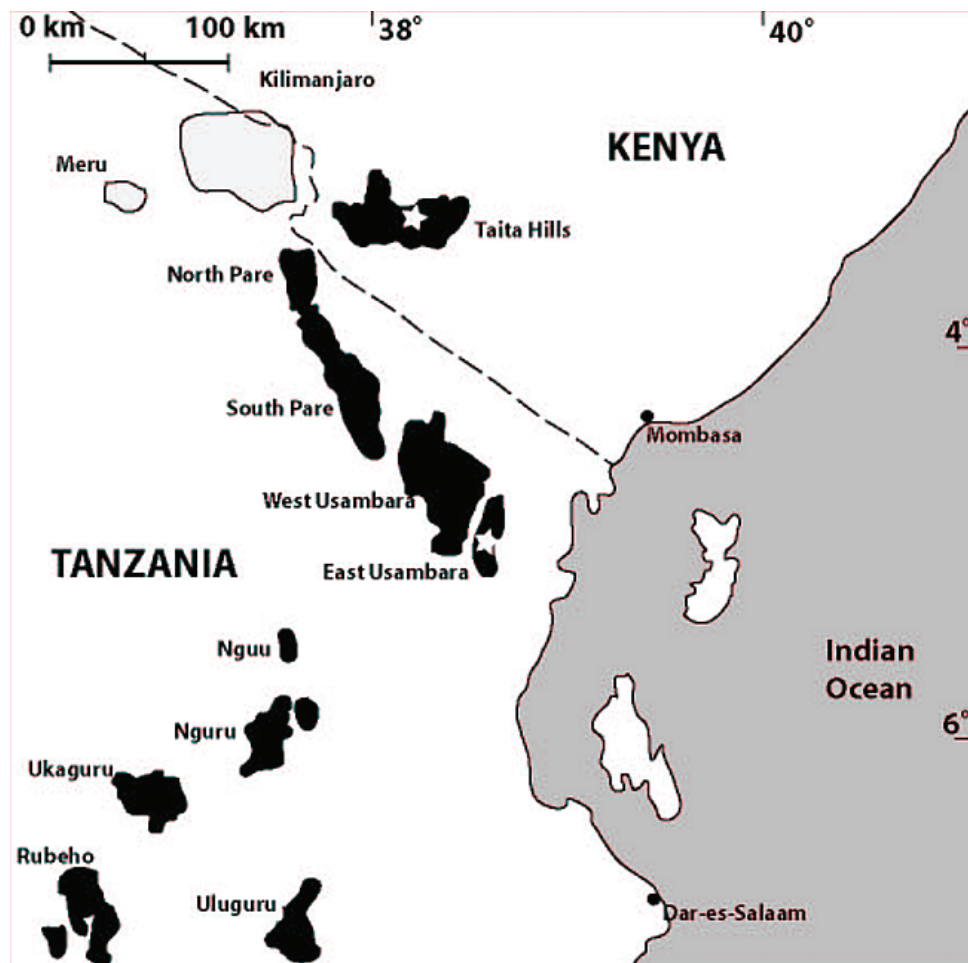 0 km 100 km
38°
40°
Kilimanjaro
KENYA
Meru
Taita Hills
North Pare
4°
South Pare
Mombasa
West Usambara
TANZANIA
East Usambara
Nguu
Indian
Ocean
Nguru
6°
Ukaguru
Rubeho
Uluguru
Dar-es-Salaam